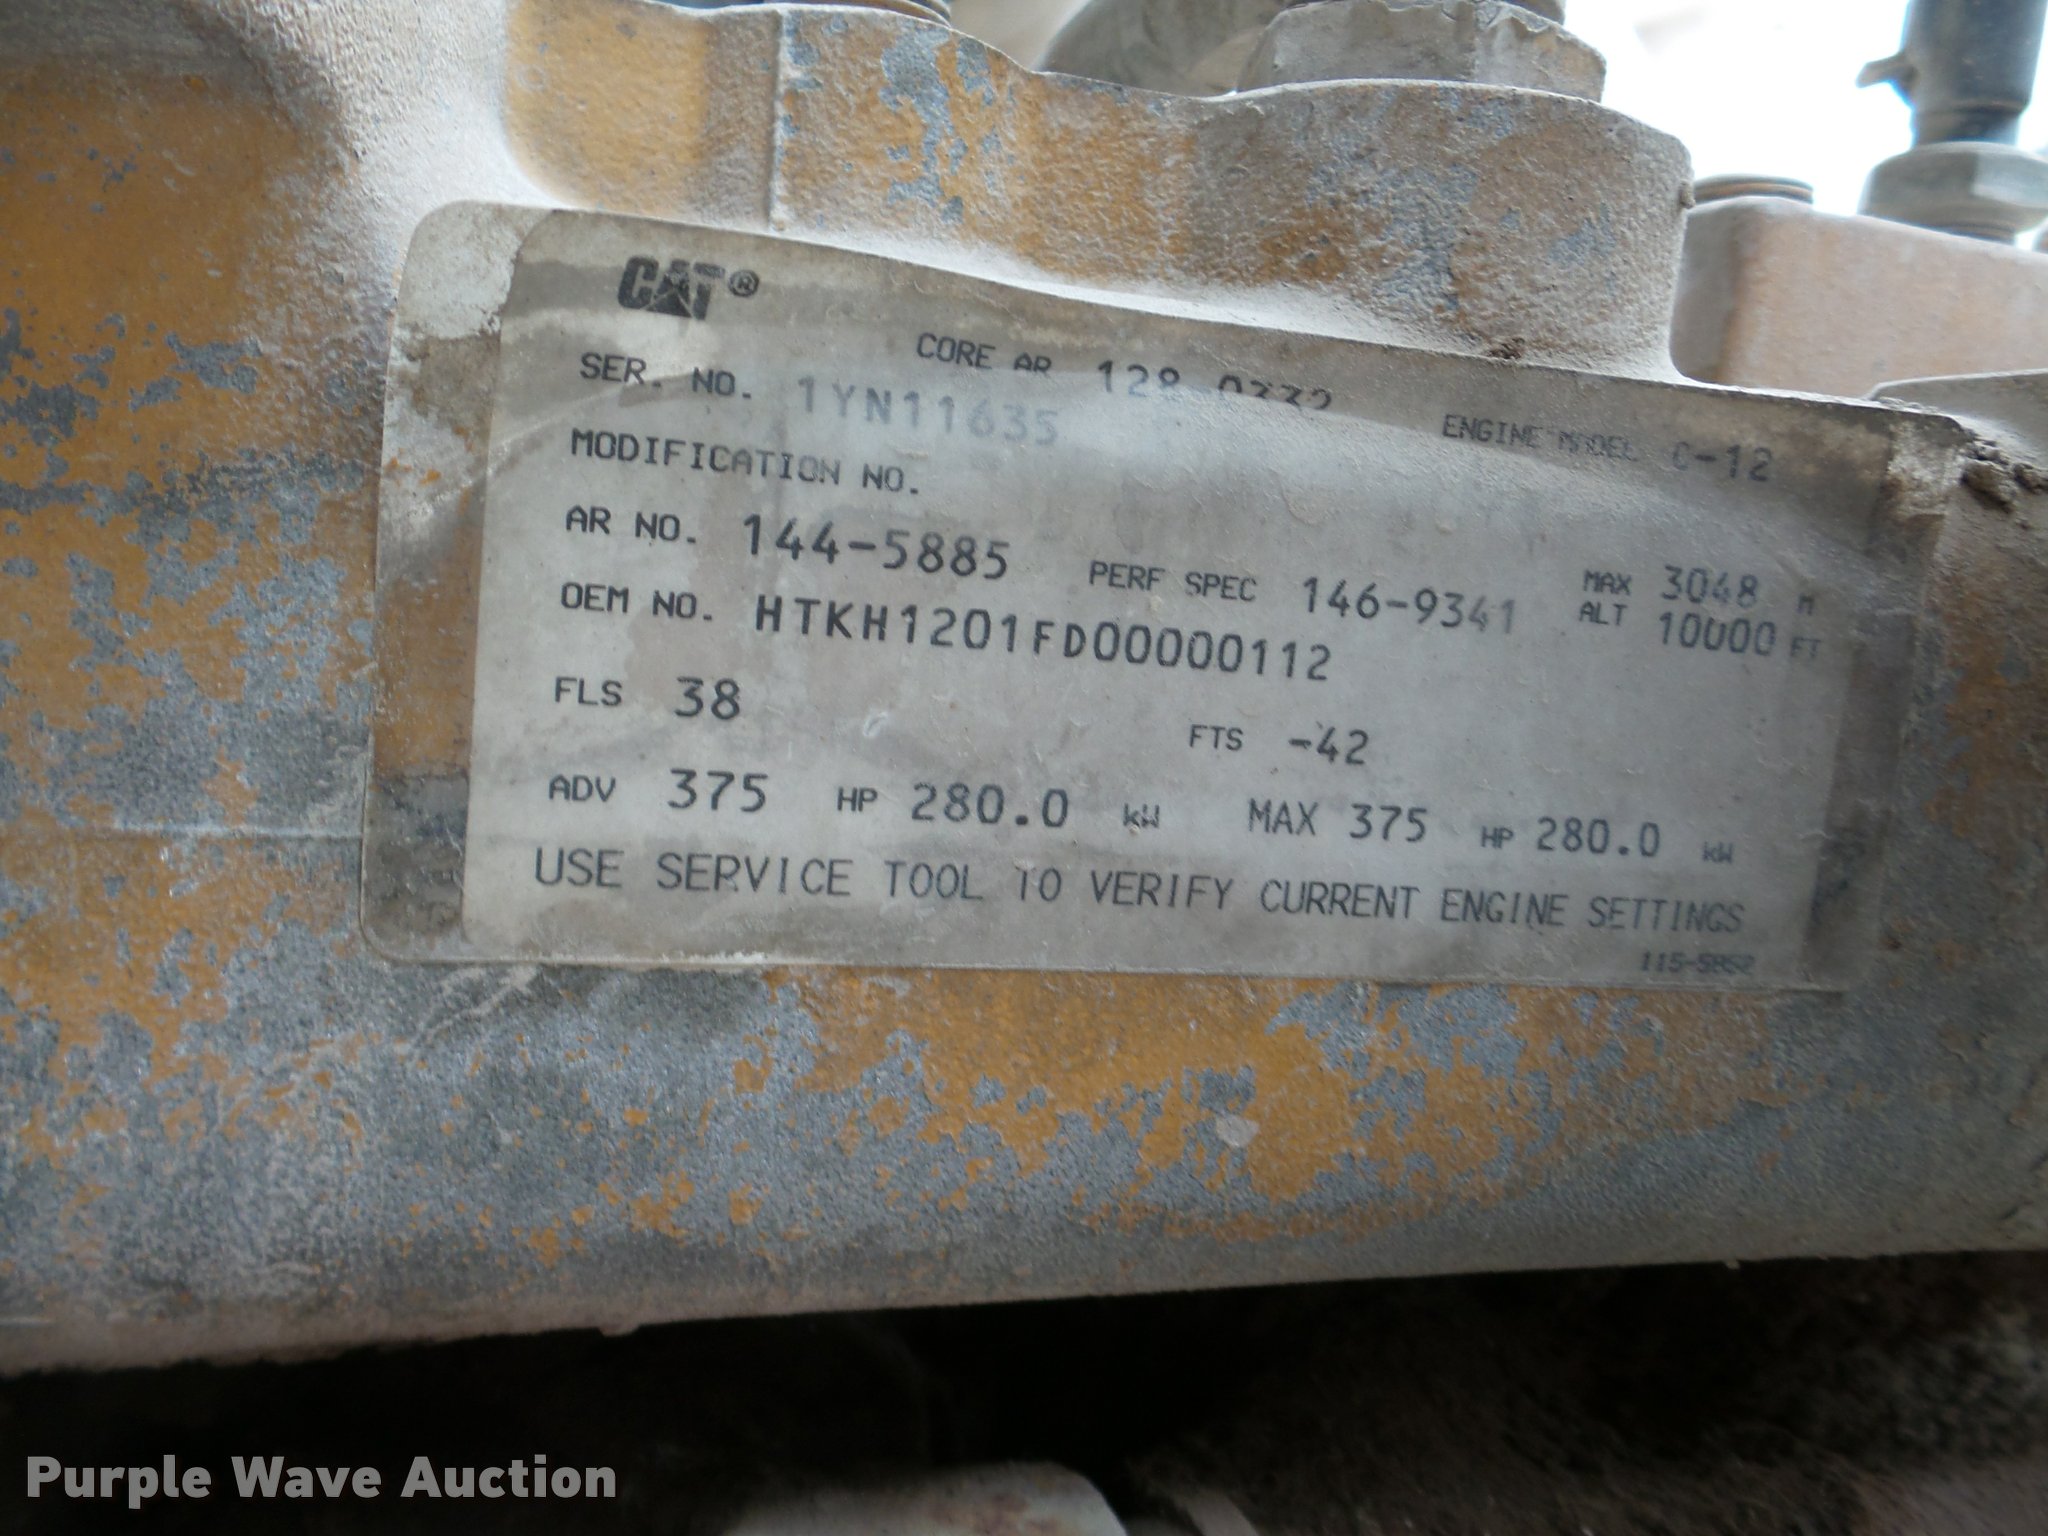 CAT®
CORE AR 128-0332 ENGINE MODEL C-12
SER. NO. 1YN11635
MODIFICATION NO.
AR NO. 144-5885 PERF SPEC 146-9341 MAX ALT 3048 M 10000 FT
OEM NO. HTKH1201FD00000112
FLS 38 FTS -42
ADV 375 HP 280.0 kW MAX 375 HP 280.0 kW
USE SERVICE TOOL TO VERIFY CURRENT ENGINE SETTINGS
Purple Wave Auction